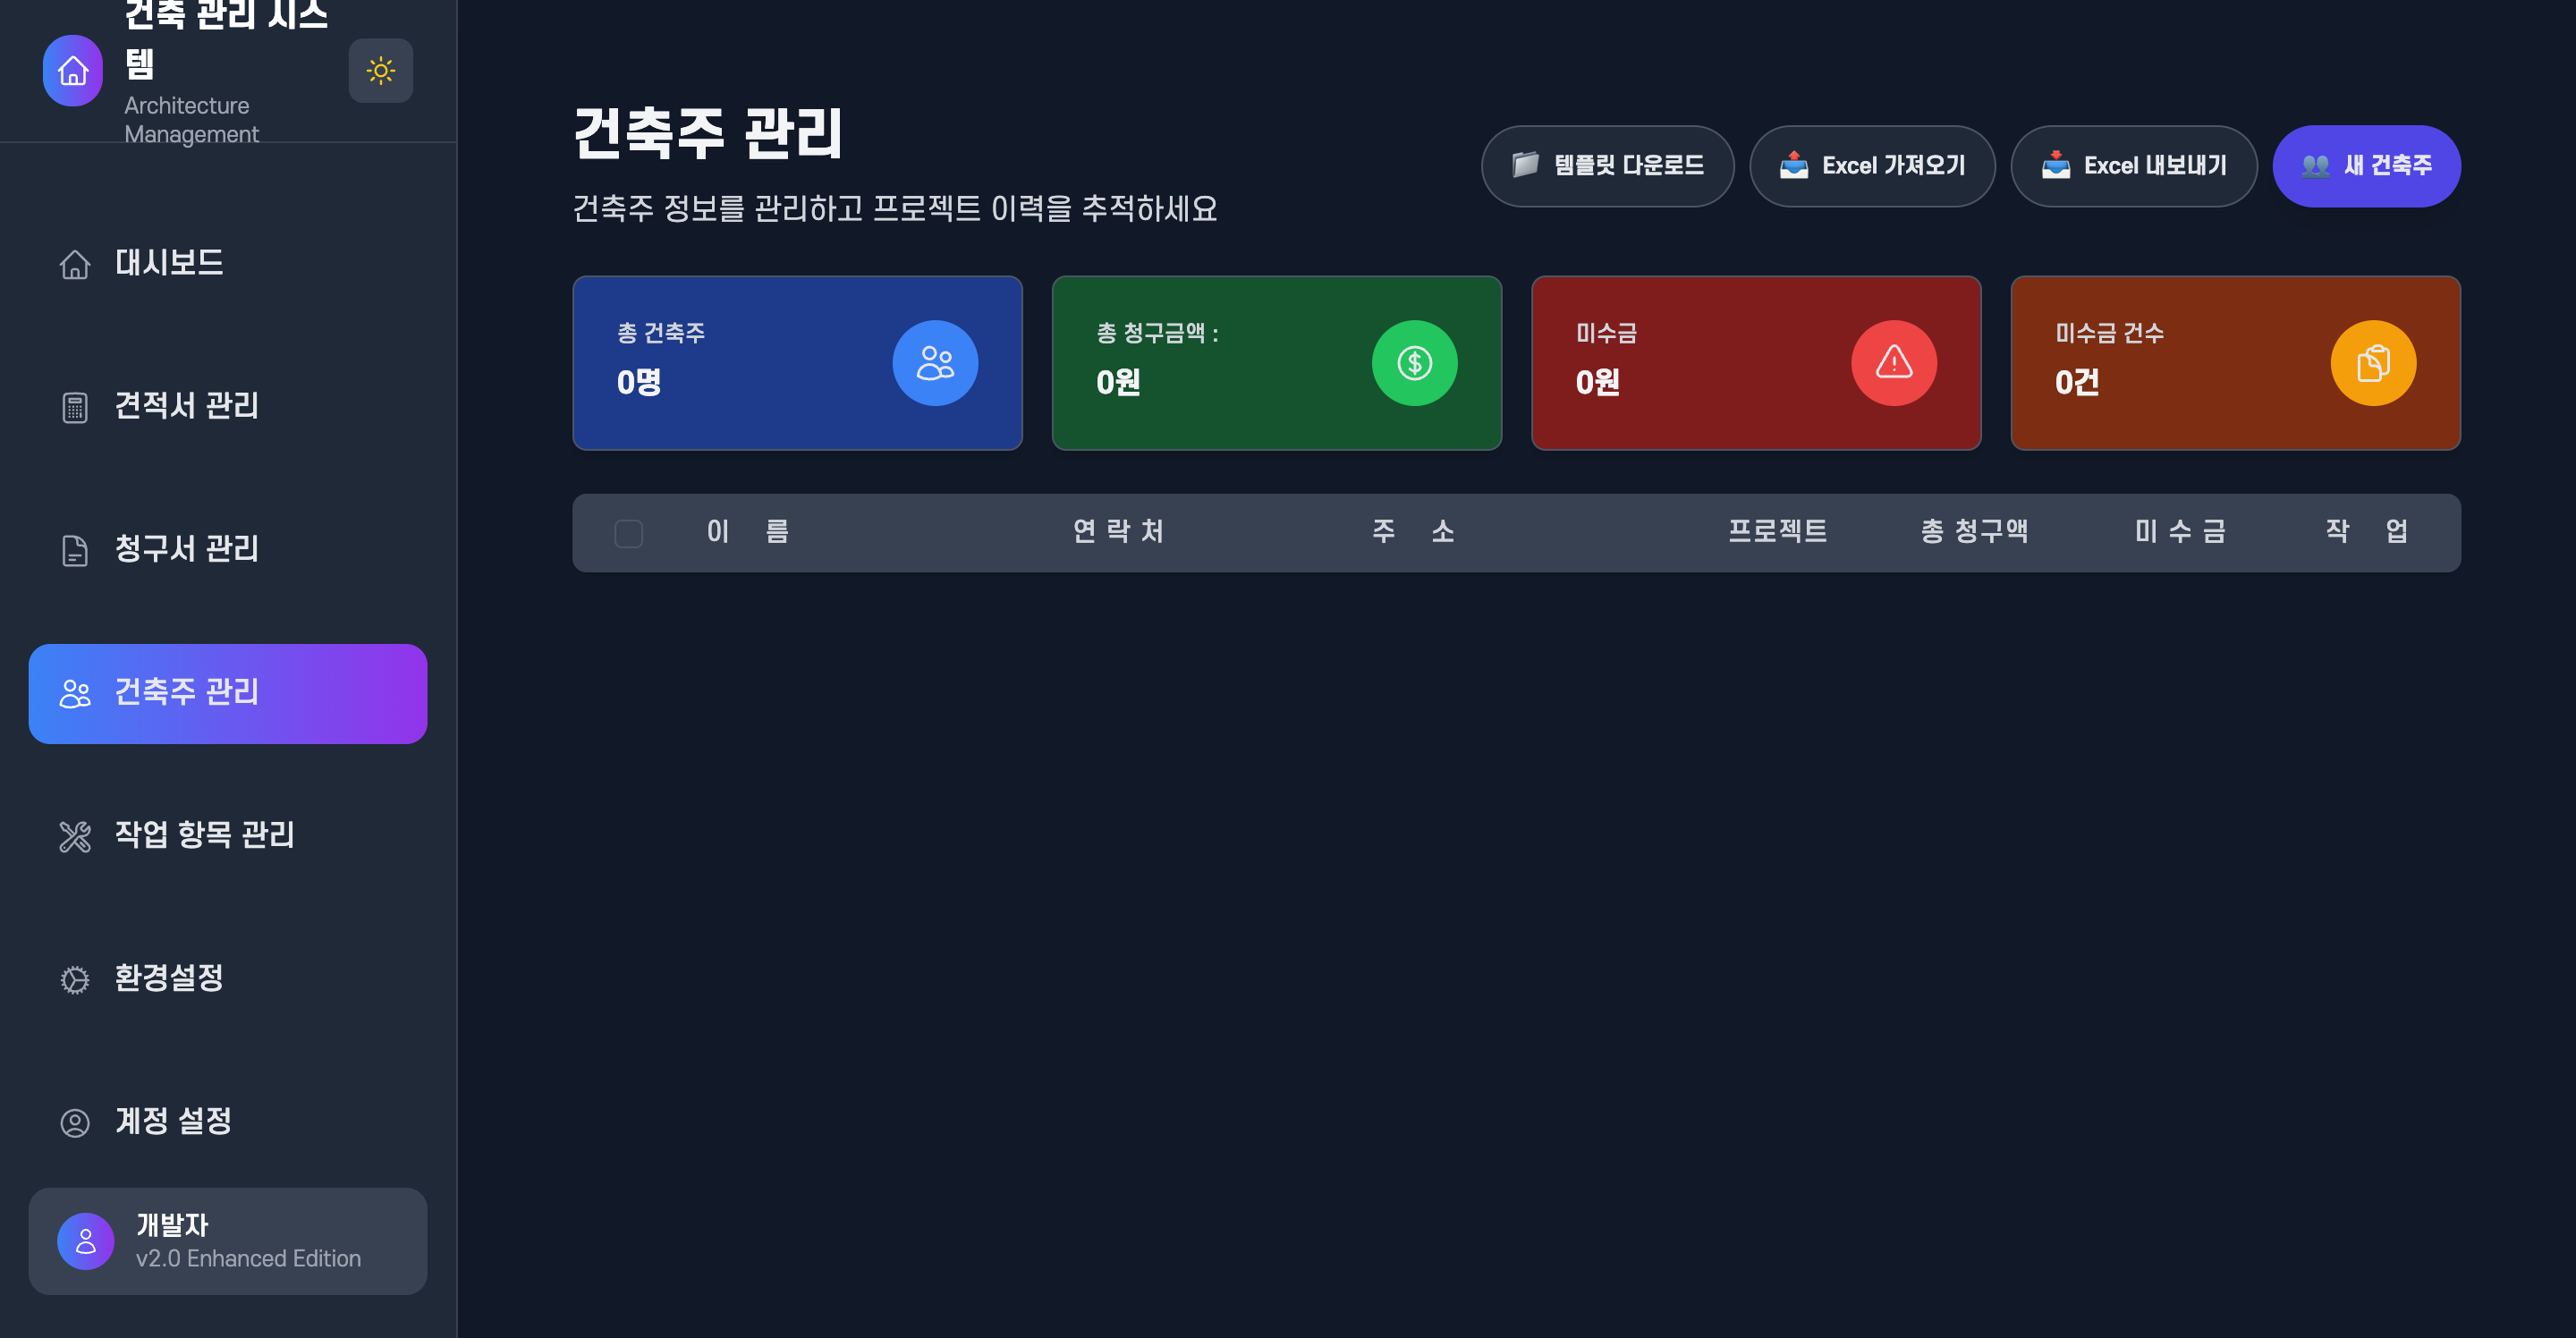 건축 관리 시스
템
Architecture
Management
대시보드
견적서 관리
청구서 관리
건축주 관리
작업 항목 관리
환경설정
계정 설정
개발자
v2.0 Enhanced Edition
건축주 관리
건축주 정보를 관리하고 프로젝트 이력을 추적하세요
템플릿 다운로드
Excel 가져오기
Excel 내보내기
새 건축주
총 건축주
0명
총 청구금액 :
0원
미수금
0원
미수금 건수
0건
이 름 연 락 처 주 소 프로젝트 총 청구액 미 수 금 작 업